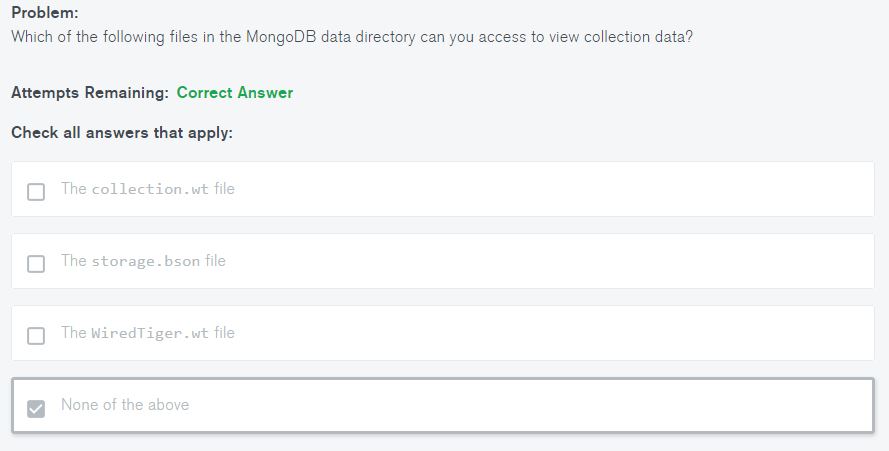 Problem:
Which of the following files in the MongoDB data directory can you access to view collection data?
Attempts Remaining: Correct Answer
Check all answers that apply:
The collection.wt file
The storage.bson file
The WiredTiger.wt file
None of the above